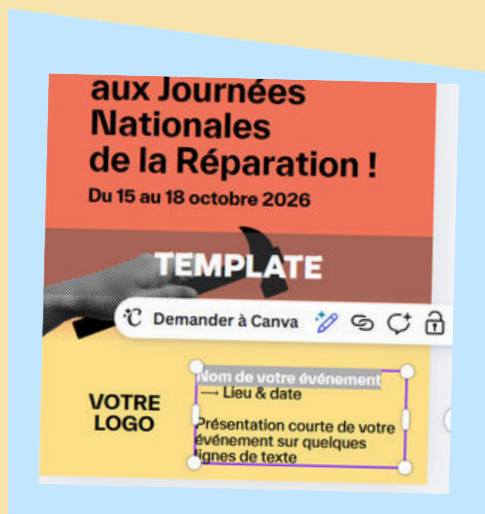 aux Journées
Nationales
de la Réparation !
Du 15 au 18 octobre 2026
TEMPLATE
Demander à Canva
VOTRE
LOGO
Nom de votre événement
→ Lieu & date
Présentation courte de votre
événement sur quelques
lignes de texte